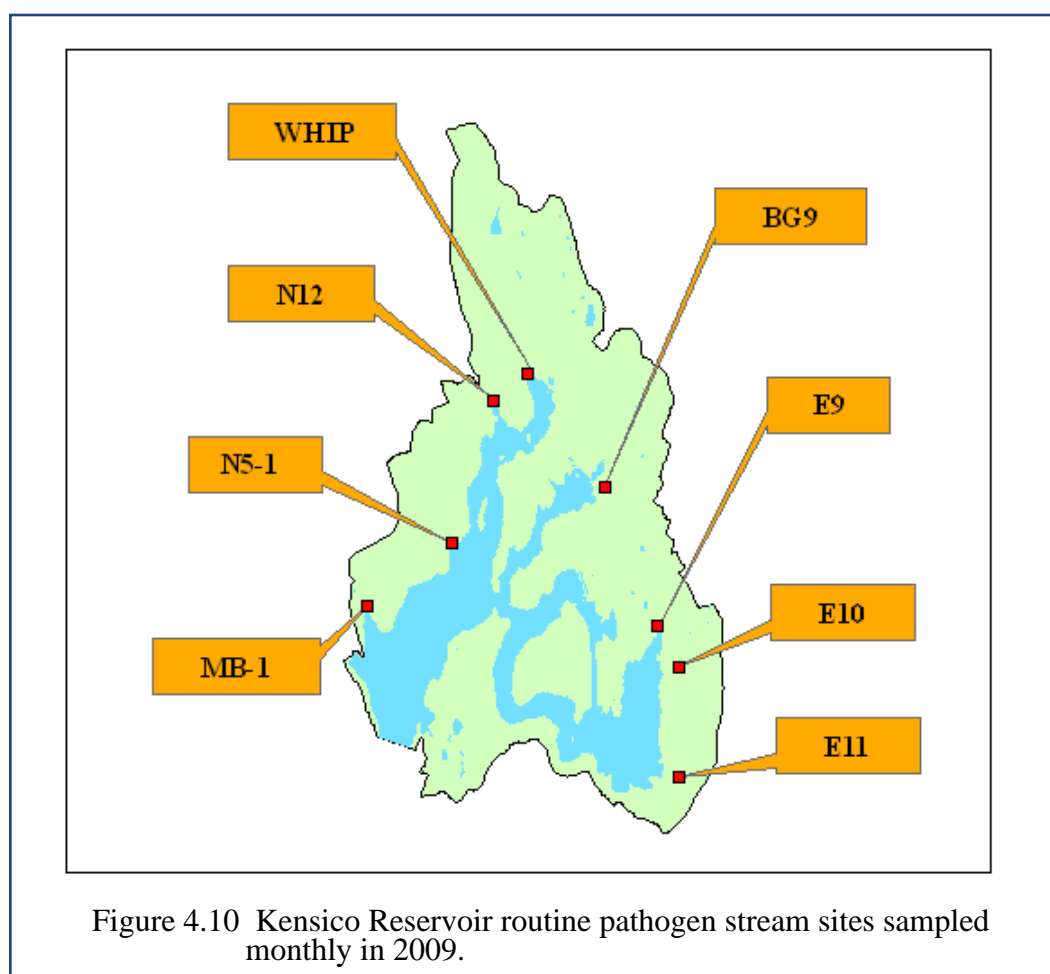 WHIP
BG9
N12
E9
N5-1
E10
MB-1
E11
Figure 4.10 Kensico Reservoir routine pathogen stream sites sampled
monthly in 2009.